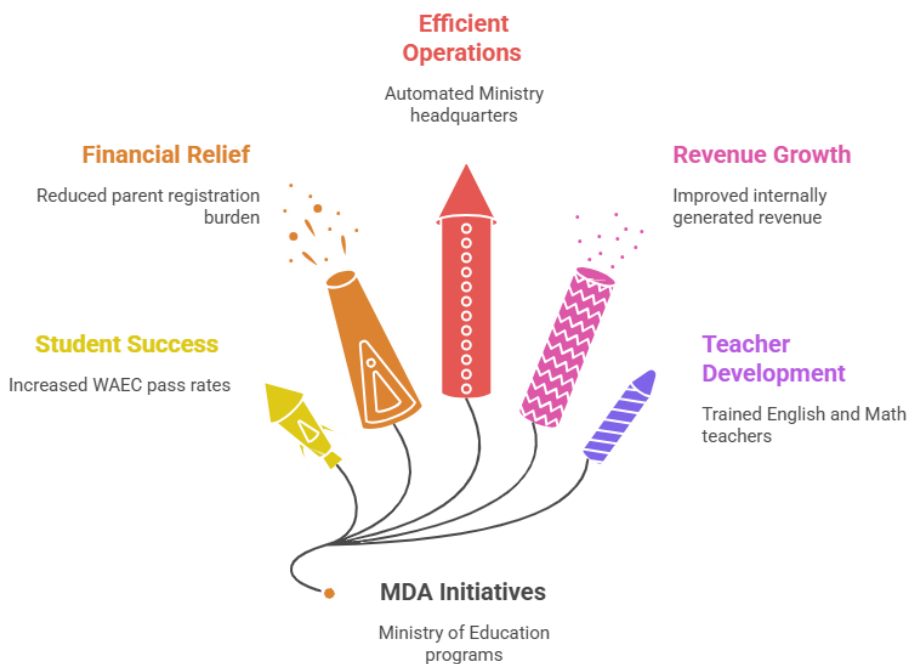 Efficient
Operations
Automated Ministry
headquarters
Financial Relief
Reduced parent registration
burden
Revenue Growth
Improved internally
generated revenue
Student Success
Increased WAEC pass rates
Teacher
Development
Trained English and Math
teachers
MDA Initiatives
Ministry of Education
programs